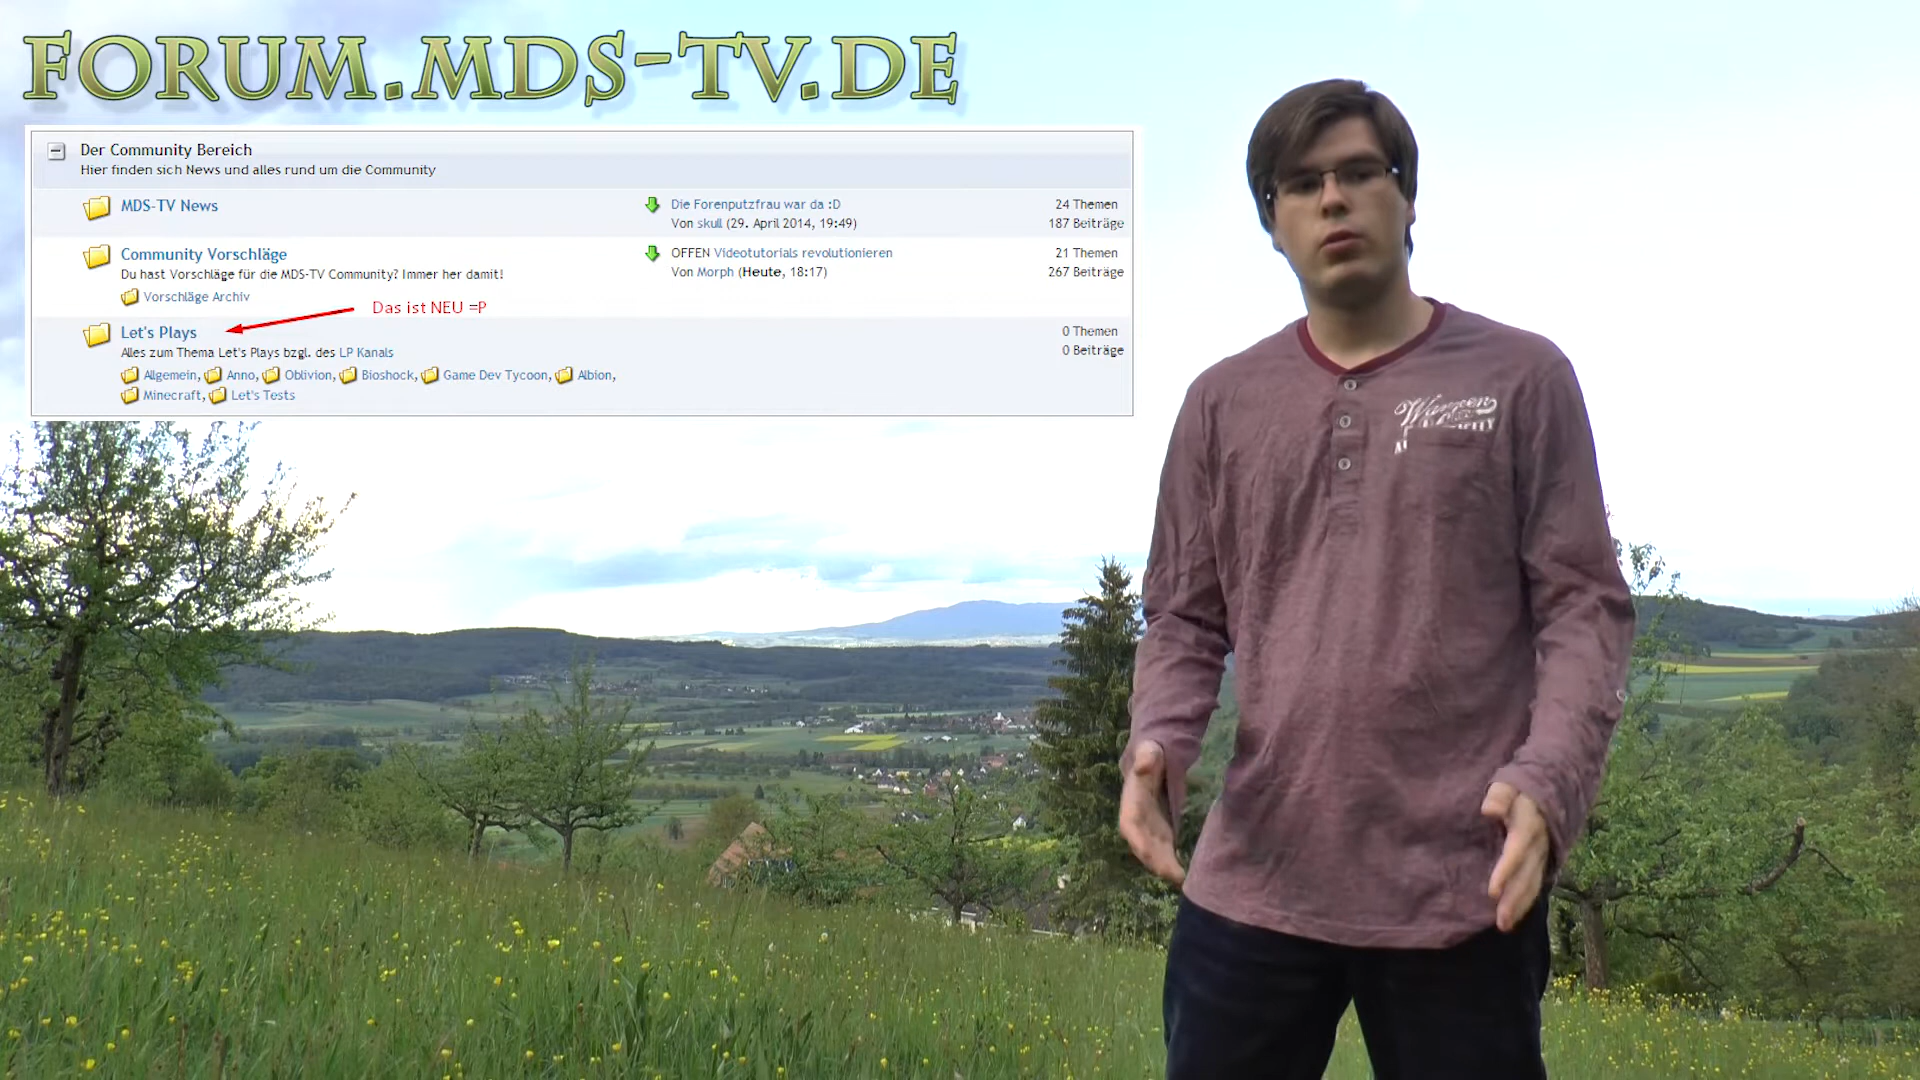 FORUM.MDS-TV.DE
Der Community Bereich
Hier finden sich News und alles rund um die Community
MDS-TV News
Die Forenputzfrau war da :D
Von skull (29. April 2014, 19:49)
24 Themen
187 Beiträge
Community Vorschläge
Du hast Vorschläge für die MDS-TV Community? Immer her damit!
Vorschläge Archiv
OFFEN Videotutorials revolutionieren
Von Morph (Heute, 18:17)
21 Themen
267 Beiträge
Das ist NEU =P
Let's Plays
Alles zum Thema Let's Plays bzgl. des LP Kanals
Allgemein, Anno, Oblivion, Bioshock, Game Dev Tycoon, Albion,
Minecraft, Let's Tests
0 Themen
0 Beiträge